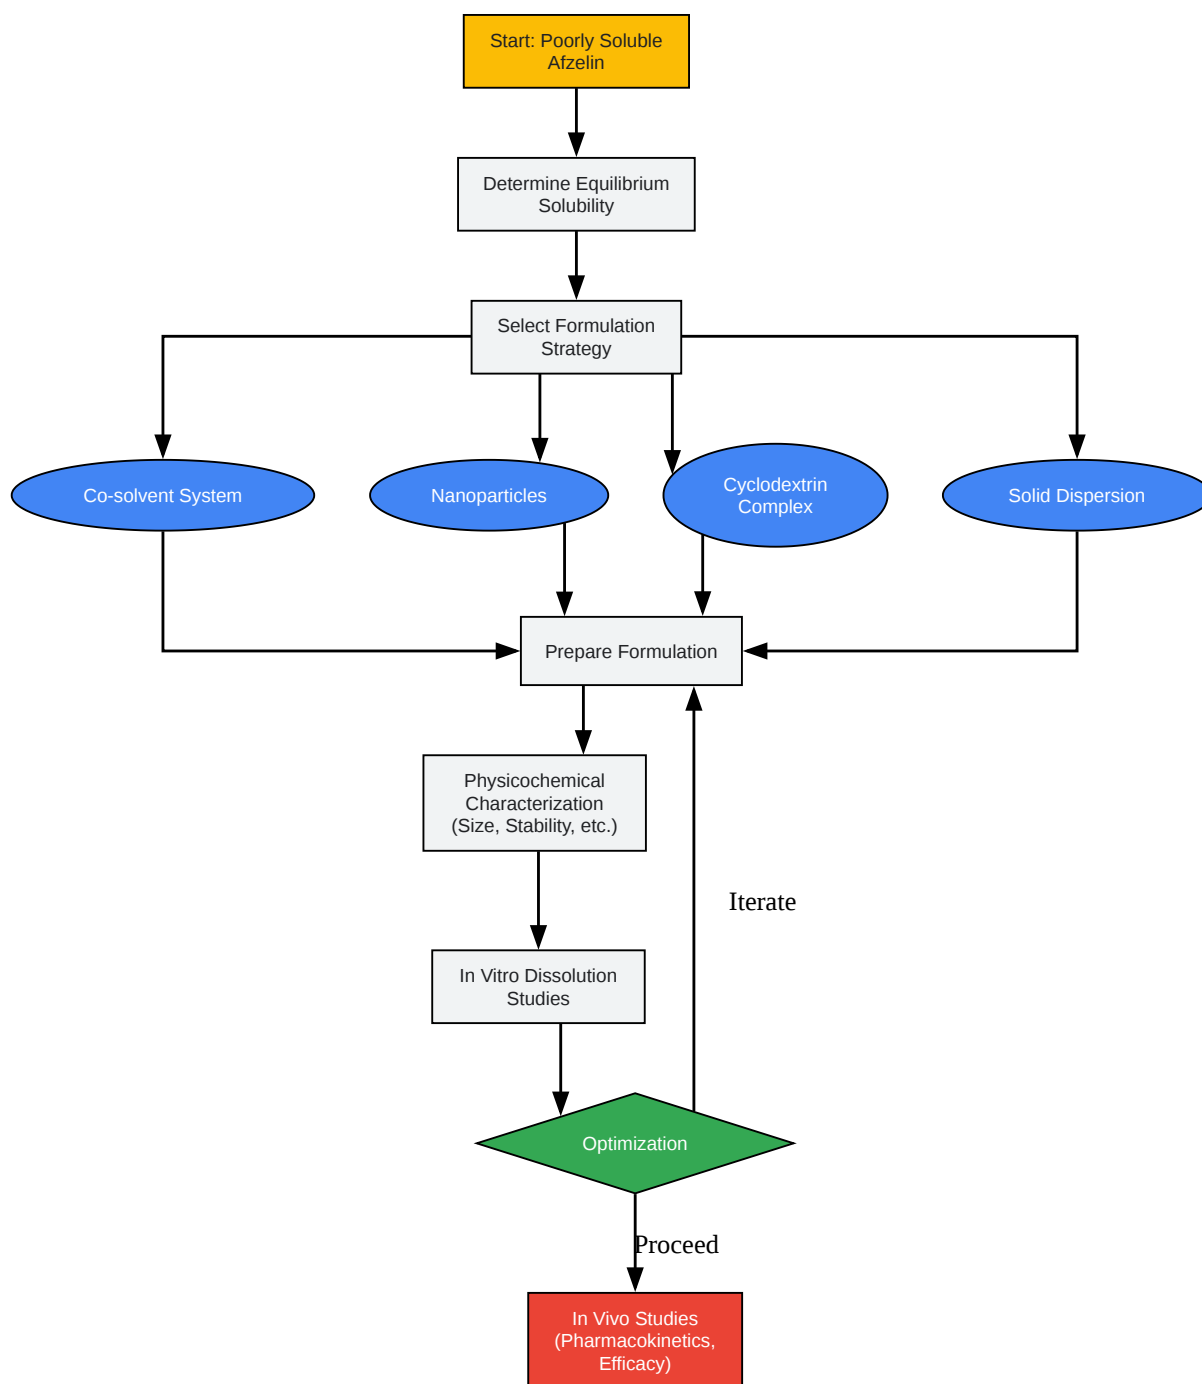 Start: Poorly Soluble
Afzelin
Determine Equilibrium
Solubility
Select Formulation
Strategy
Co-solvent System
Nanoparticles
Cyclodextrin
Complex
Solid Dispersion
Prepare Formulation
Physicochemical
Characterization
(Size, Stability, etc.)
Iterate
In Vitro Dissolution
Studies
Optimization
Proceed
In Vivo Studies
(Pharmacokinetics,
Efficacy)